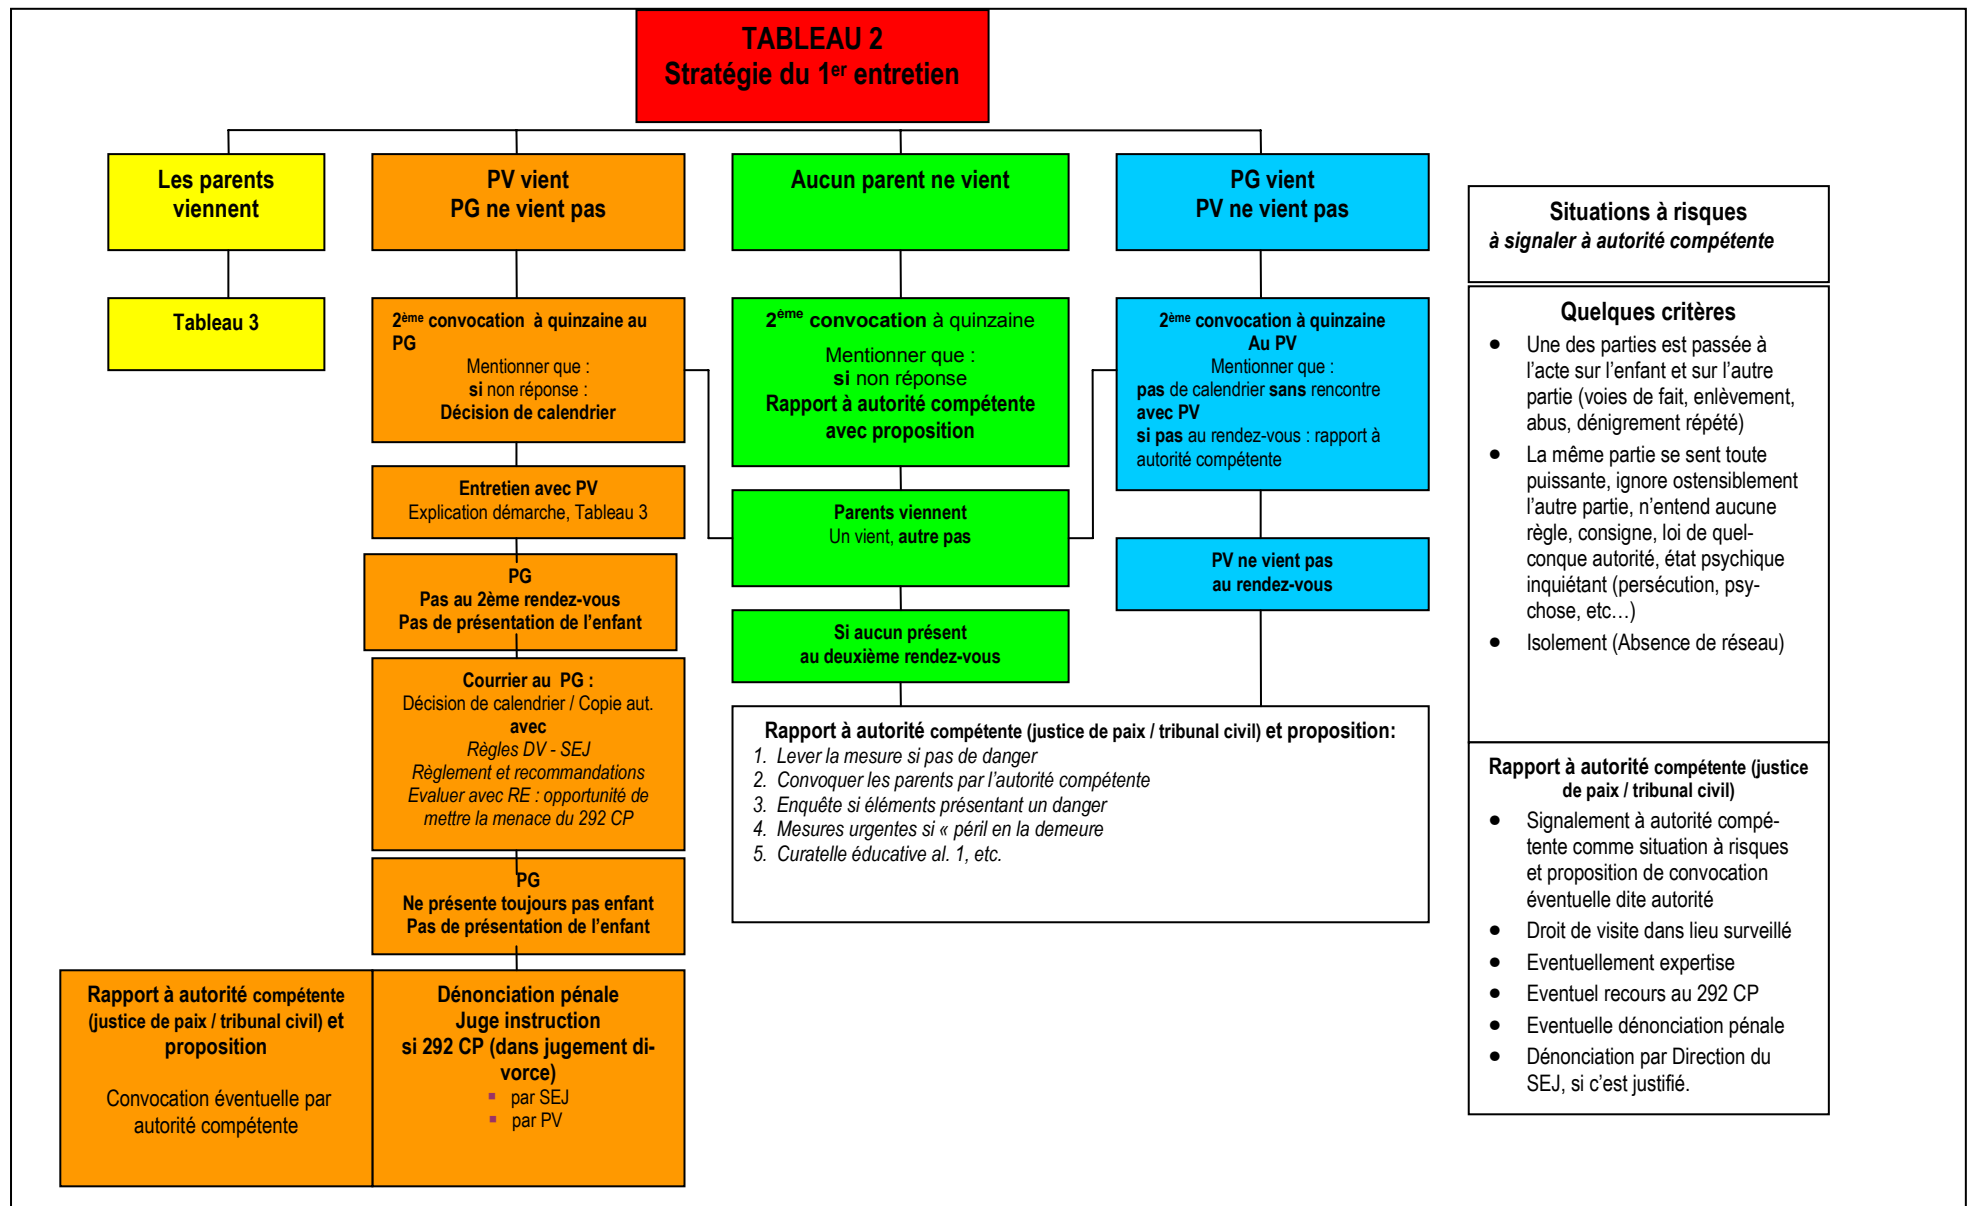 TABLEAU 2
Stratégie du 1er entretien
Les parents
viennent
Tableau 3
PV vient
PG ne vient pas
2ème convocation à quinzaine au
PG
Mentionner que :
si non réponse :
Décision de calendrier
Entretien avec PV
Explication démarche, Tableau 3
PG
Pas au 2ème rendez-vous
Pas de présentation de l’enfant
Courrier au PG :
Décision de calendrier / Copie aut.
avec
Règles DV - SEJ
Règlement et recommandations
Evaluer avec RE : opportunité de
mettre la menace du 292 CP
PG
Ne présente toujours pas enfant
Pas de présentation de l’enfant
Rapport à autorité compétente
(justice de paix / tribunal civil) et
proposition
Convocation éventuelle par
autorité compétente
Dénonciation pénale
Juge instruction
si 292 CP (dans jugement di-
vorce)
▪ par SEJ
▪ par PV
Aucun parent ne vient
2ème convocation à quinzaine
Mentionner que :
si non réponse
Rapport à autorité compétente
avec proposition
Parents viennent
Un vient, autre pas
Si aucun présent
au deuxième rendez-vous
PG vient
PV ne vient pas
2ème convocation à quinzaine
Au PV
Mentionner que :
pas de calendrier sans rencontre
avec PV
si pas au rendez-vous : rapport à
autorité compétente
PV ne vient pas
au rendez-vous
Rapport à autorité compétente (justice de paix / tribunal civil) et proposition:
1. Lever la mesure si pas de danger
2. Convoquer les parents par l’autorité compétente
3. Enquête si éléments présentant un danger
4. Mesures urgentes si « péril en la demeure
5. Curatelle éducative al. 1, etc.
Situations à risques
à signaler à autorité compétente
Quelques critères
• Une des parties est passée à
l’acte sur l’enfant et sur l’autre
partie (voies de fait, enlèvement,
abus, dénigrement répété)
• La même partie se sent toute
puissante, ignore ostensiblement
l’autre partie, n’entend aucune
règle, consigne, loi de quel-
conque autorité, état psychique
inquiétant (persécution, psy-
chose, etc…)
• Isolement (Absence de réseau)
Rapport à autorité compétente (justice
de paix / tribunal civil)
• Signalement à autorité compé-
tente comme situation à risques
et proposition de convocation
éventuelle dite autorité
• Droit de visite dans lieu surveillé
• Eventuellement expertise
• Eventuel recours au 292 CP
• Eventuelle dénonciation pénale
• Dénonciation par Direction du
SEJ, si c’est justifié.